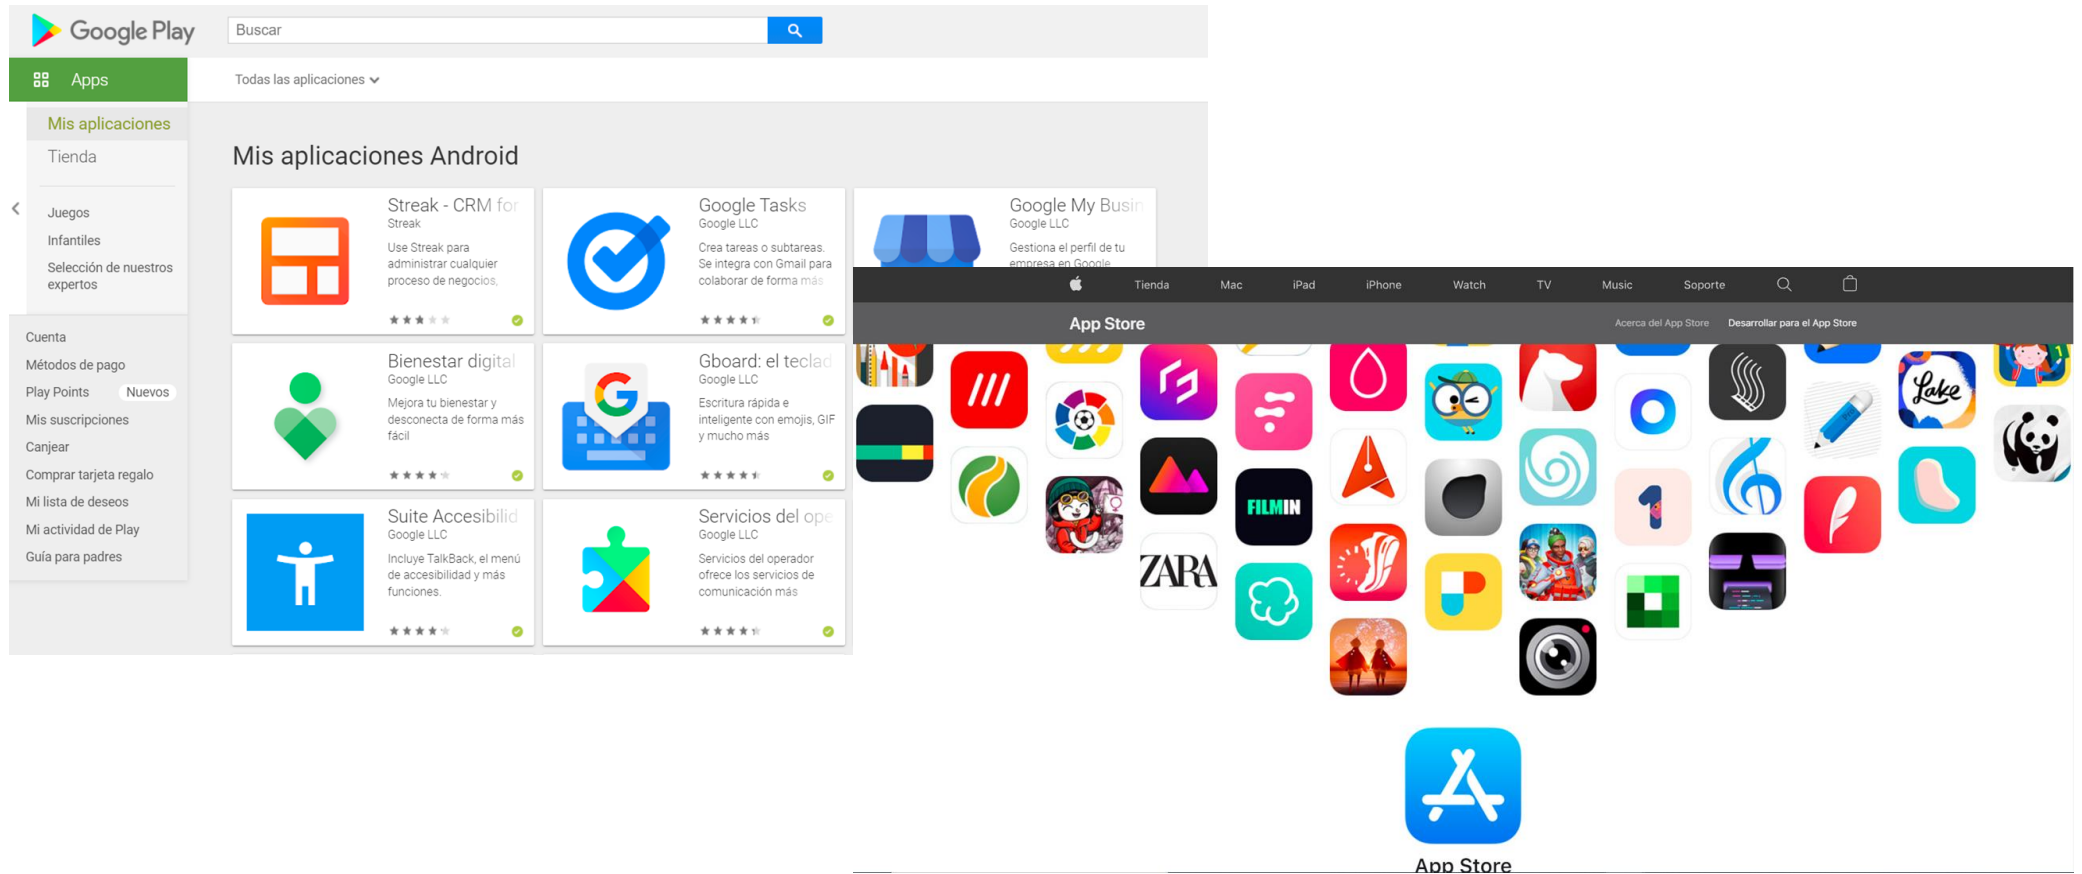 Google Play
Buscar
Apps
Todas las aplicaciones
Mis aplicaciones
Tienda
Juegos
Infantiles
Selección de nuestros
expertos
Cuenta
Métodos de pago
Play Points Nuevos
Mis suscripciones
Canjear
Comprar tarjeta regalo
Mi lista de deseos
Mi actividad de Play
Guía para padres
Mis aplicaciones Android
Streak - CRM for
Streak
Use Streak para
administrar cualquier
proceso de negocios,
Google Tasks
Google LLC
Crea tareas o subtareas.
Se integra con Gmail para
colaborar de forma más
Google My Busin
Google LLC
Gestiona el perfil de tu
empresa en Google
Bienestar digital
Google LLC
Mejora tu bienestar y
desconecta de forma más
fácil
Gboard: el teclad
Google LLC
Escritura rápida e
inteligente con emojis, GIF
y mucho más
Suite Accesibilid
Google LLC
Incluye TalkBack, el menú
de accesibilidad y más
funciones.
Servicios del ope
Google LLC
Servicios del operador
ofrece los servicios de
comunicación más
Tienda Mac iPad iPhone Watch TV Music Soporte
App Store
Acerca del App Store Desarrollar para el App Store
Lake
FILMIN
1
ZARA
App Store